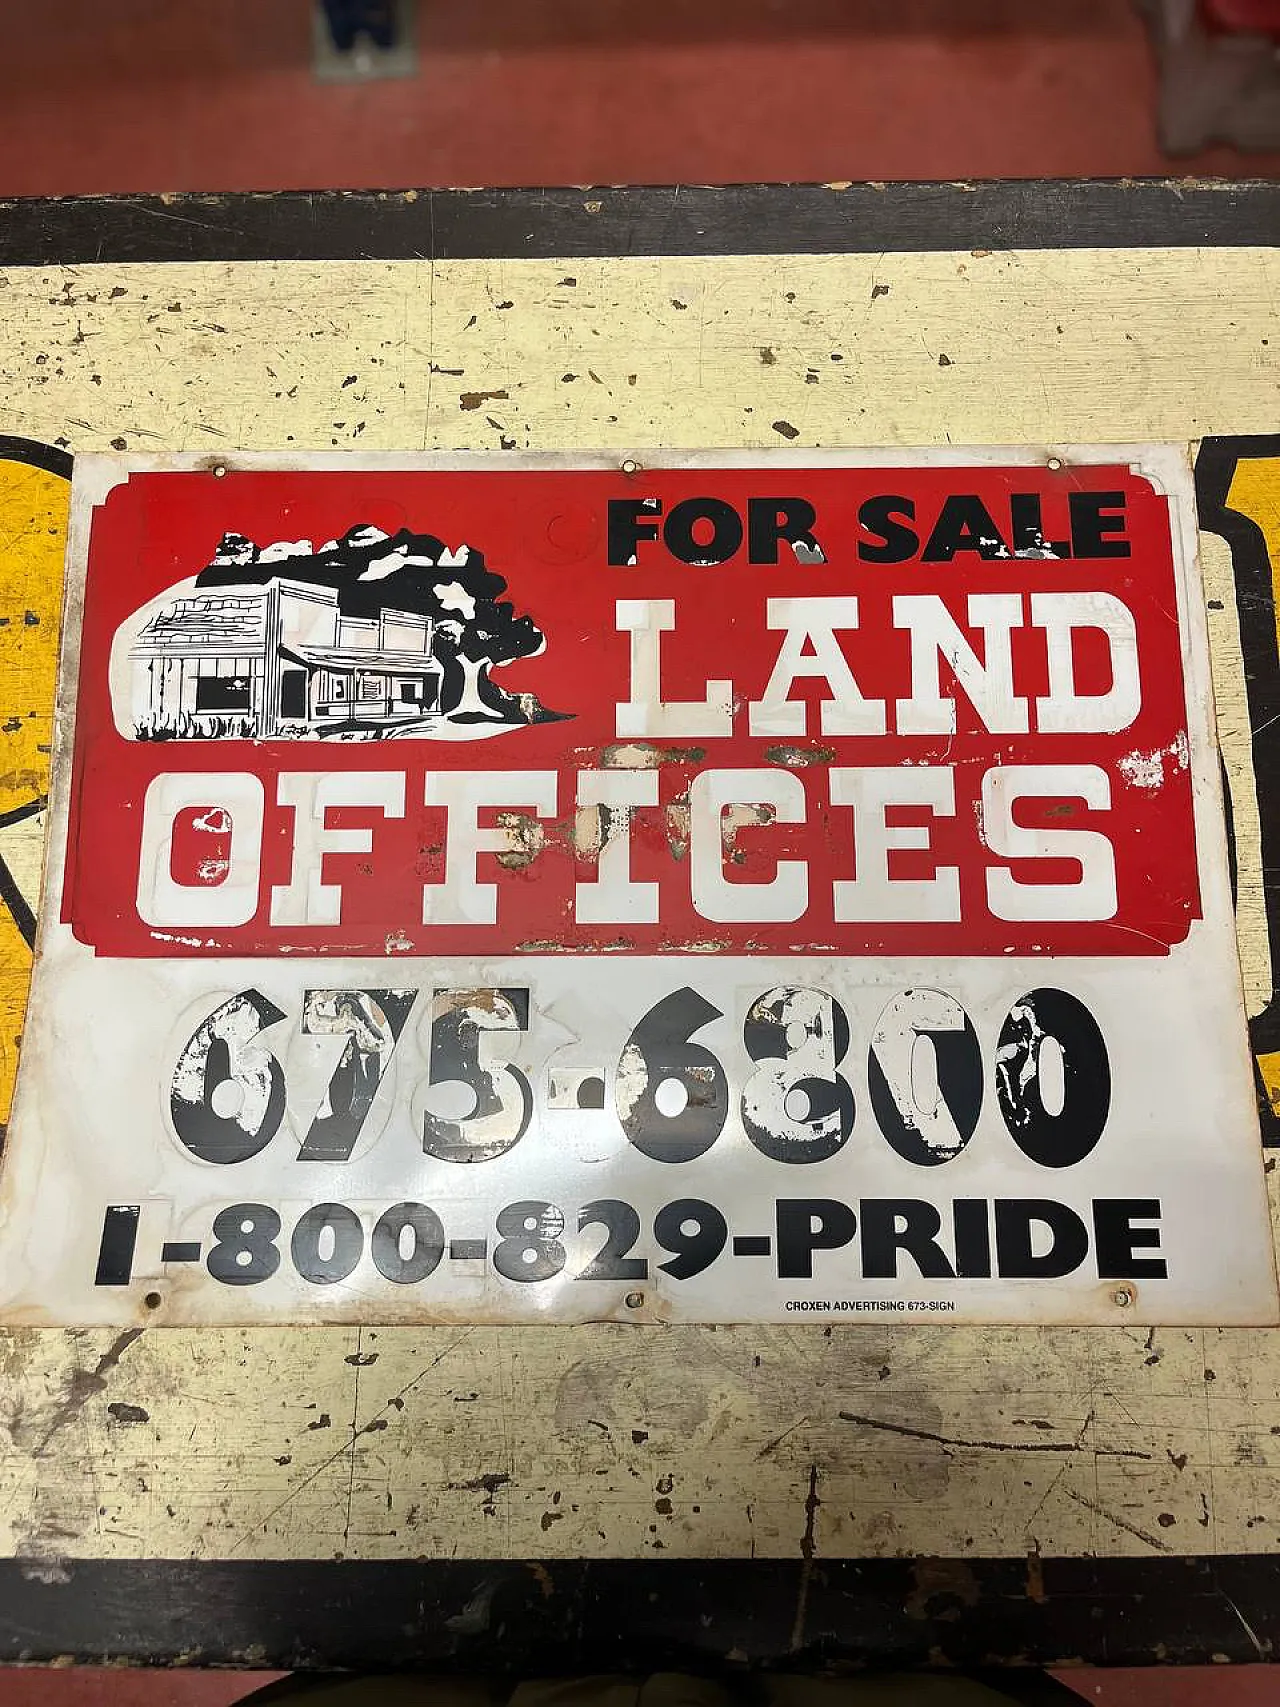 FOR SALE
LAND
OFFICES
675-6800
1-800-829-PRIDE
CROXEN ADVERTISING 673-SIGN